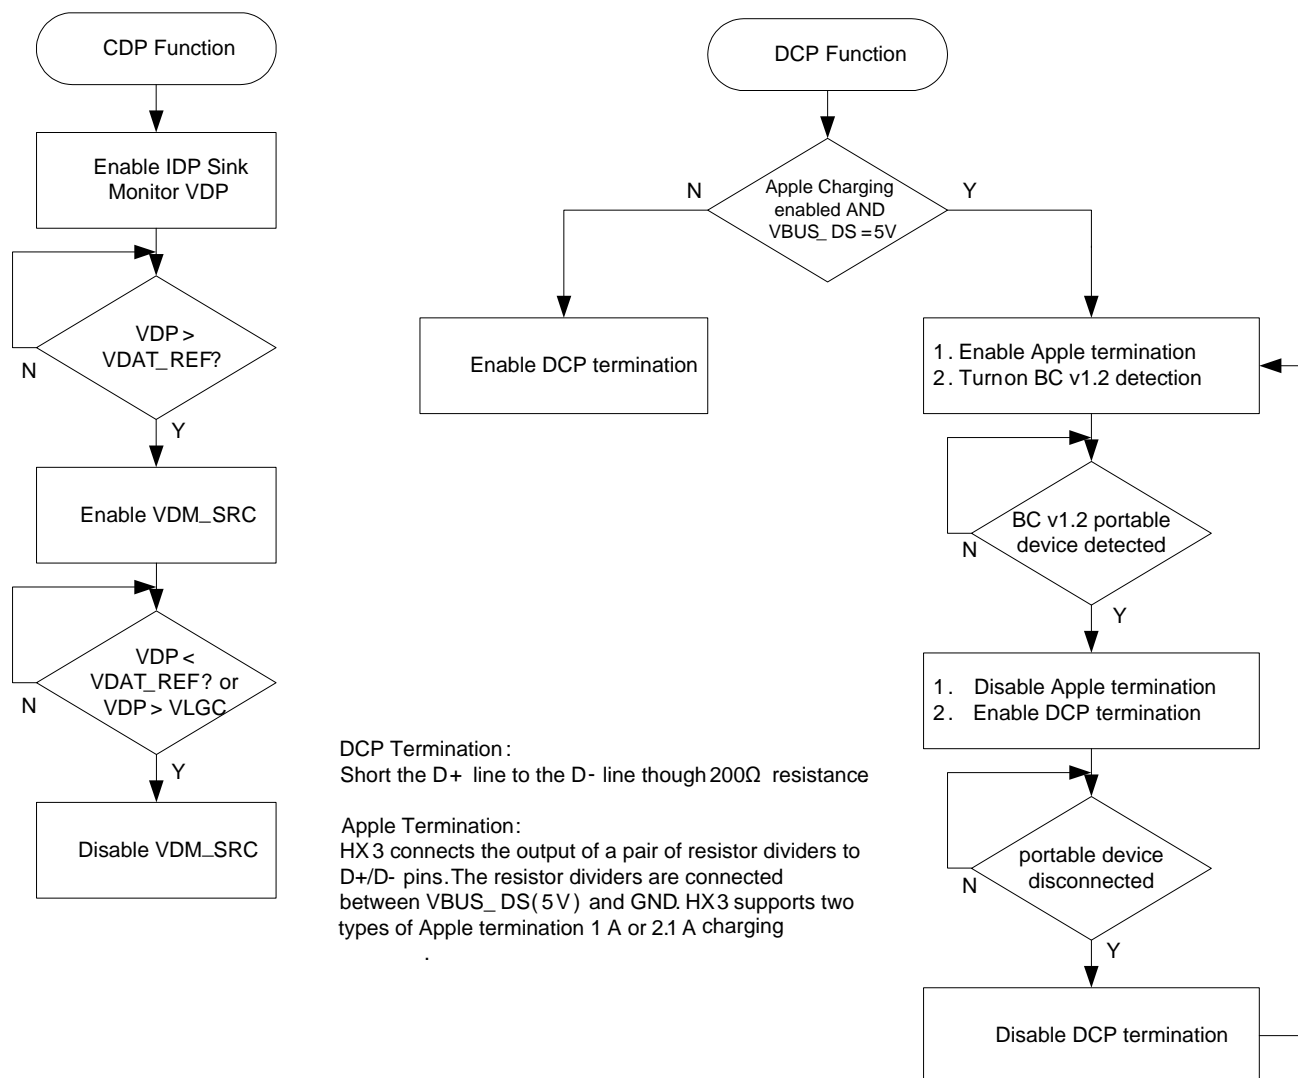 CDP Function
Enable IDP Sink
Monitor VDP
VDP >
VDAT_REF?
N
Y
Enable VDM_SRC
VDP <
VDAT_REF? or
VDP > VLGC
N
Y
Disable VDM_SRC
DCP Function
Apple Charging
enabled AND
VBUS_ DS =5V
N
Y
Enable DCP termination
1. Enable Apple termination
2. Turnon BC v1.2 detection
BC v1.2 portable
device detected
N
Y
1. Disable Apple termination
2. Enable DCP termination
portable device
disconnected
N
Y
Disable DCP termination
DCP Termination:
Short the D+ line to the D- line though 200Ω resistance
Apple Termination:
HX3 connects the output of a pair of resistor dividers to
D+/D- pins. The resistor dividers are connected
between VBUS_ DS(5V) and GND. HX3 supports two
types of Apple termination 1 A or 2.1 A charging
.